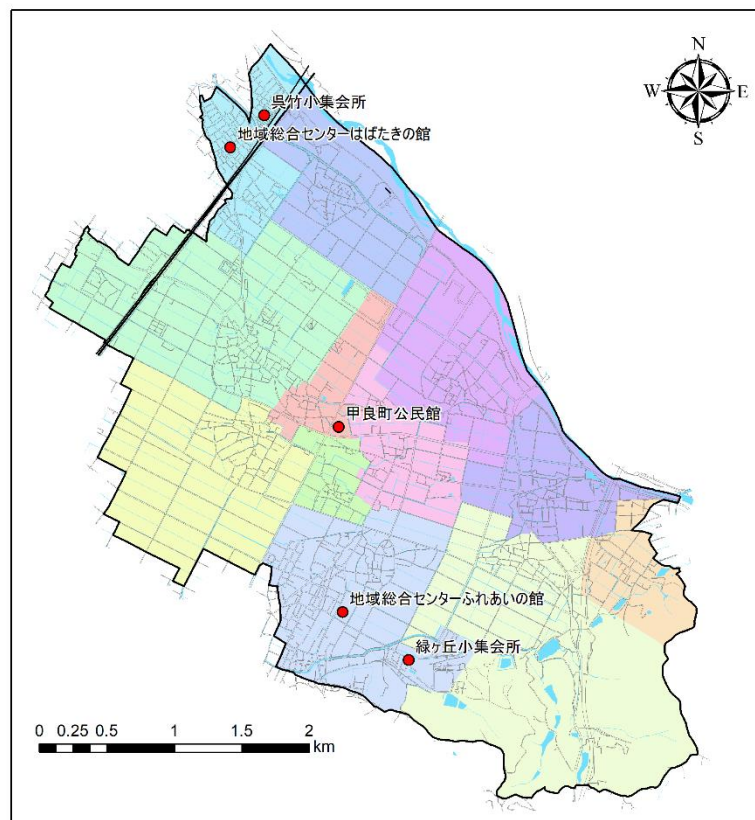 N
W E
S
呉竹小集会所
地域総合センターはばたきの館
甲良町公民館
地域総合センターふれあいの館
緑ヶ丘小集会所
0 0.25 0.5 1 1.5 2
km